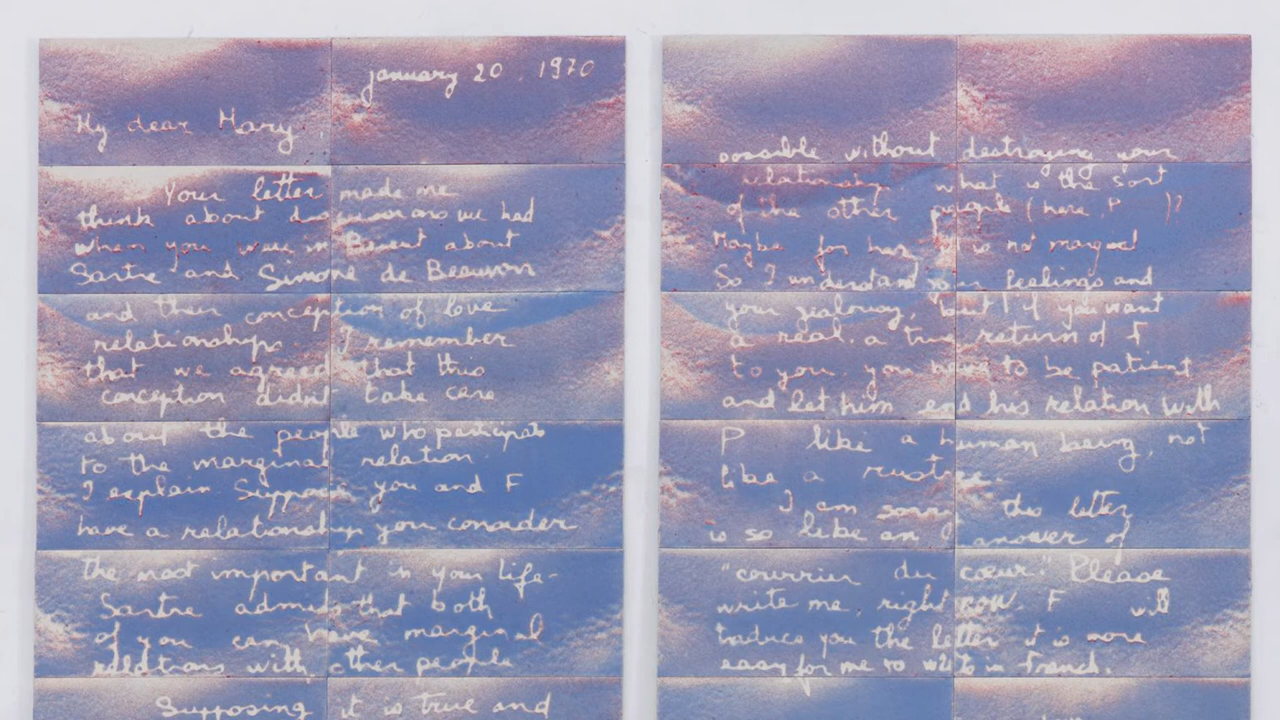 January 20. 1970
My dear Mary,
Your letter made me
think about discussions we had
when you were in about
Sartre and Simone de Beauvoir
and their conception of love
relationships. I remember
that we agreed that this
conception didn't take care
about the people who participate
to the marginal relation
I explain Suppose you and F
have a relationship you consider
the most important in your life-
Sartre admits that both
of you can have marginal
relations with other people
Supposing it is true and
possible without destroying your
relationship what is the sort
of the other people (here, P )?
Maybe for her, it is not marginal
So I understand your feelings and
your jealousy, but if you want
a real, a true return of F
to you, you have to be patient
and let him end his relation with
P like a human being, not
like a
I am sorry this letter
is so like an answer of
"courrier du cœur." Please
write me, right now. F will
traduce you the letter it is more
easy for me to write in french.